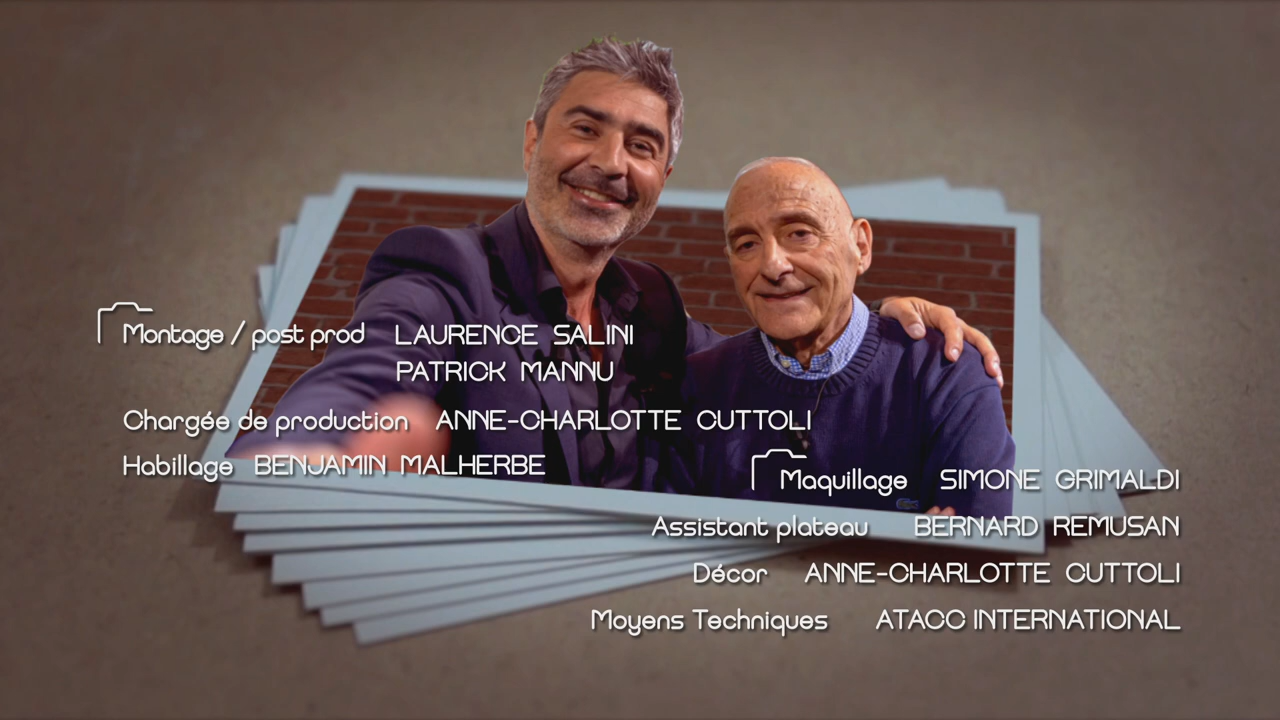 Montage / post prod LAURENCE SALINI
PATRICK MANNU
Chargée de production ANNE-CHARLOTTE CUTTOLI
Habillage BENJAMIN MALHERBE
Maquillage SIMONE GRIMALDI
Assistant plateau BERNARD REMUSAN
Décor ANNE-CHARLOTTE CUTTOLI
Moyens Techniques ATACC INTERNATIONAL